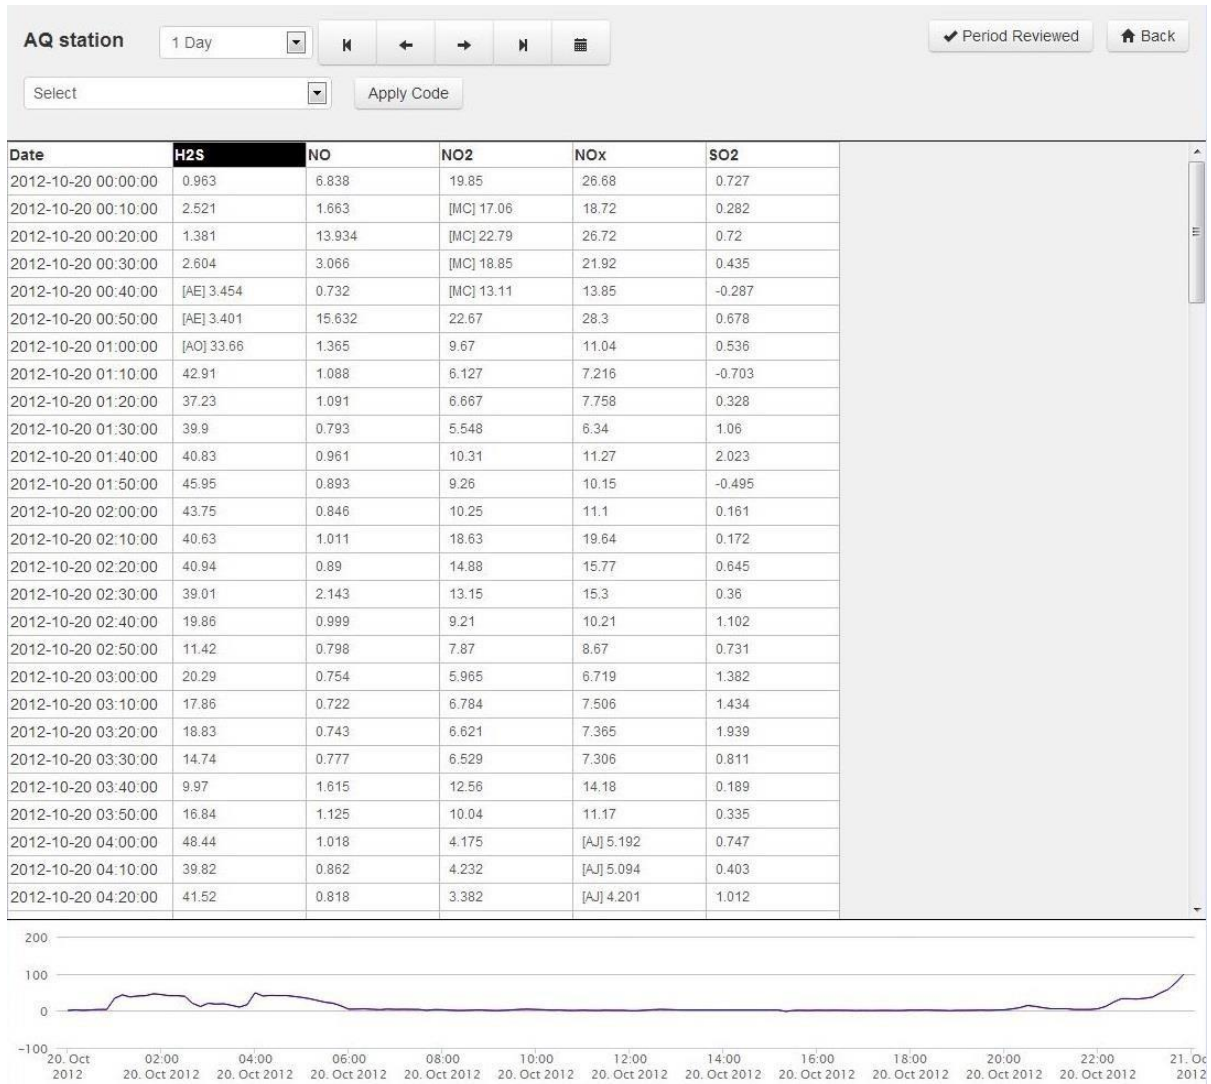 AQ station 1 Day Period Reviewed Back
Select Apply Code
Date H2S NO NO2 NOx SO2
2012-10-20 00:00:00 0.963 6.838 19.85 26.68 0.727
2012-10-20 00:10:00 2.521 1.663 [MC] 17.06 18.72 0.282
2012-10-20 00:20:00 1.381 13.934 [MC] 22.79 26.72 0.72
2012-10-20 00:30:00 2.604 3.066 [MC] 18.85 21.92 0.435
2012-10-20 00:40:00 [AE] 3.454 0.732 [MC] 13.11 13.85 -0.287
2012-10-20 00:50:00 [AE] 3.401 15.632 22.67 28.3 0.678
2012-10-20 01:00:00 [AO] 33.66 1.365 9.67 11.04 0.536
2012-10-20 01:10:00 42.91 1.088 6.127 7.216 -0.703
2012-10-20 01:20:00 37.23 1.091 6.667 7.758 0.328
2012-10-20 01:30:00 39.9 0.793 5.548 6.34 1.06
2012-10-20 01:40:00 40.83 0.961 10.31 11.27 2.023
2012-10-20 01:50:00 45.95 0.893 9.26 10.15 -0.495
2012-10-20 02:00:00 43.75 0.846 10.25 11.1 0.161
2012-10-20 02:10:00 40.63 1.011 18.63 19.64 0.172
2012-10-20 02:20:00 40.94 0.89 14.88 15.77 0.645
2012-10-20 02:30:00 39.01 2.143 13.15 15.3 0.36
2012-10-20 02:40:00 19.86 0.999 9.21 10.21 1.102
2012-10-20 02:50:00 11.42 0.798 7.87 8.67 0.731
2012-10-20 03:00:00 20.29 0.754 5.965 6.719 1.382
2012-10-20 03:10:00 17.86 0.722 6.784 7.506 1.434
2012-10-20 03:20:00 18.83 0.743 6.621 7.365 1.939
2012-10-20 03:30:00 14.74 0.777 6.529 7.306 0.811
2012-10-20 03:40:00 9.97 1.615 12.56 14.18 0.189
2012-10-20 03:50:00 16.84 1.125 10.04 11.17 0.335
2012-10-20 04:00:00 48.44 1.018 4.175 [AJ] 5.192 0.747
2012-10-20 04:10:00 39.82 0.862 4.232 [AJ] 5.094 0.403
2012-10-20 04:20:00 41.52 0.818 3.382 [AJ] 4.201 1.012
200
100
0
-100
20. Oct 02:00 04:00 06:00 08:00 10:00 12:00 14:00 16:00 18:00 20:00 22:00 21. Oc
2012 20. Oct 2012 20. Oct 2012 20. Oct 2012 20. Oct 2012 20. Oct 2012 20. Oct 2012 20. Oct 2012 20. Oct 2012 20. Oct 2012 20. Oct 2012 20. Oct 2012 2012